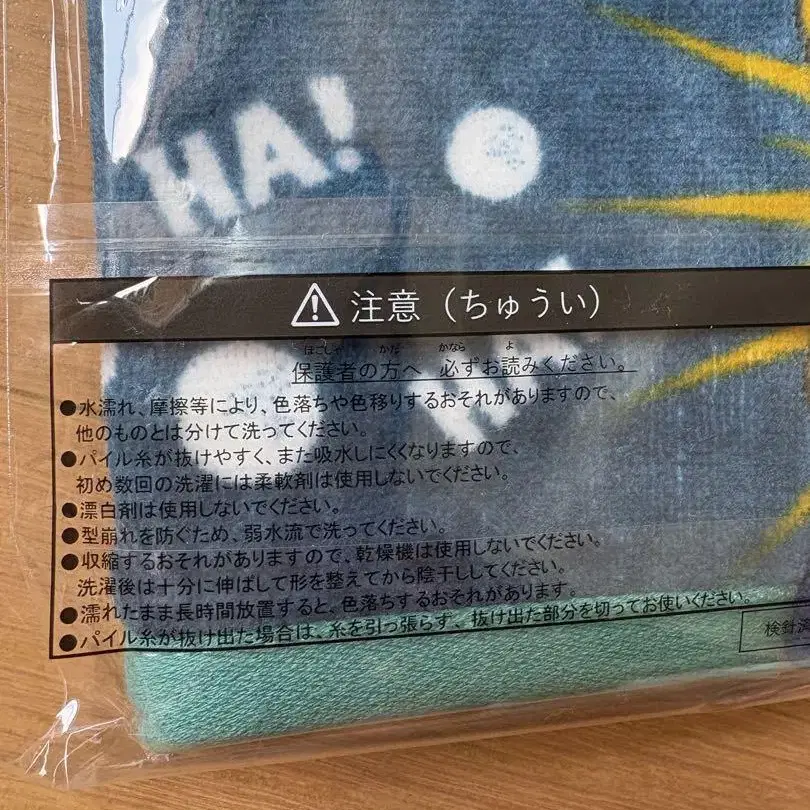 HA!
⚠ 注意（ちゅうい）
ほごしゃ かた かなら よ
保護者の方へ 必ずお読みください。
●水濡れ、摩擦等により、色落ちや色移りするおそれがありますので、
他のものとは分けて洗ってください。
●パイル糸が抜けやすく、また吸水しにくくなりますので、
初め数回の洗濯には柔軟剤は使用しないでください。
●漂白剤は使用しないでください。
●型崩れを防ぐため、弱水流で洗ってください。
●収縮するおそれがありますので、乾燥機は使用しないでください。
洗濯後は十分に伸ばして形を整えてから陰干ししてください。
●濡れたまま長時間放置すると、色落ちするおそれがあります。
●パイル糸が抜け出た場合は、糸を引っ張らず、抜け出た部分を切ってお使いください。
検針済